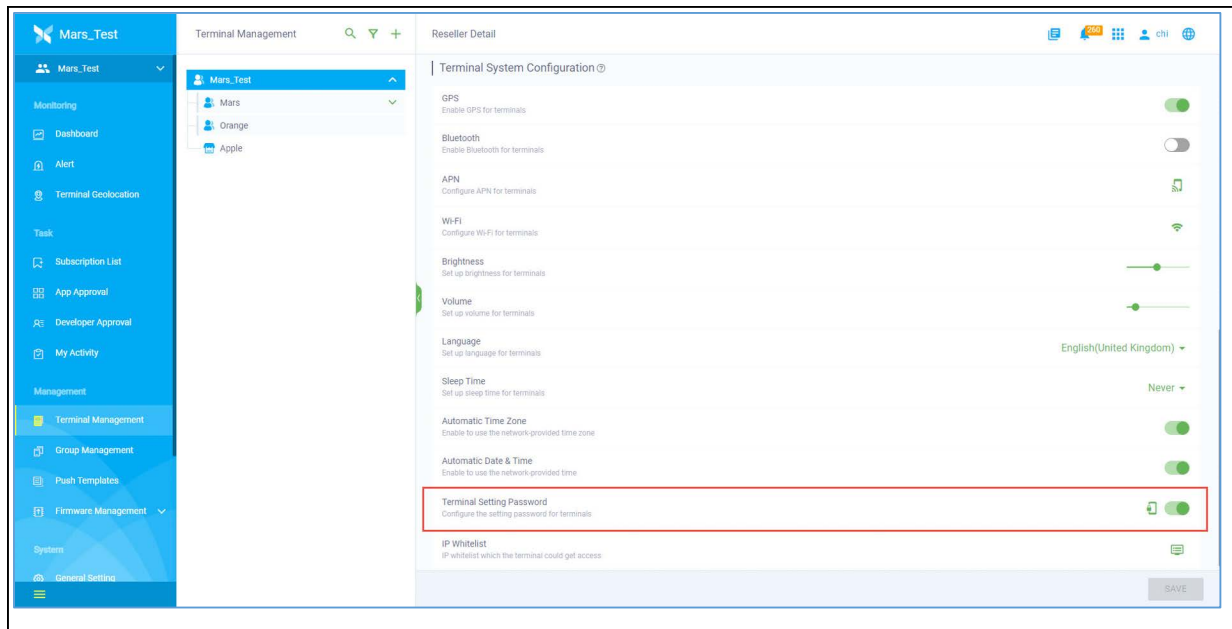 Mars_Test
Terminal Management
Reseller Detail
260
chi
Mars_Test
Monitoring
Dashboard
Alert
Terminal Geolocation
Task
Subscription List
App Approval
Developer Approval
My Activity
Management
Terminal Management
Group Management
Push Templates
Firmware Management
System
General Setting
Mars_Test
Mars
Orange
Apple
Terminal System Configuration
GPS
Enable GPS for terminals
Bluetooth
Enable Bluetooth for terminals
APN
Configure APN for terminals
Wi-Fi
Configure Wi-Fi for terminals
Brightness
Set up brightness for terminals
Volume
Set up volume for terminals
Language
Set up language for terminals
English(United Kingdom)
Sleep Time
Set up sleep time for terminals
Never
Automatic Time Zone
Enable to use the network-provided time zone
Automatic Date & Time
Enable to use the network-provided time
Terminal Setting Password
Configure the setting password for terminals
IP Whitelist
IP whitelist which the terminal could get access
SAVE